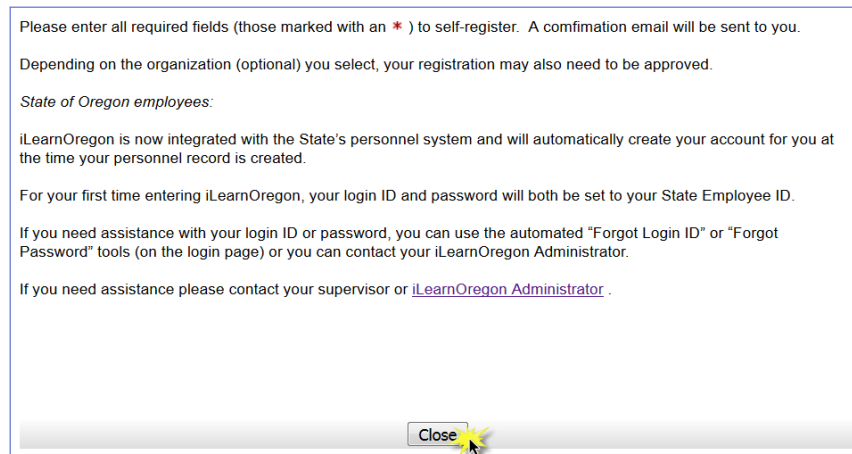 Please enter all required fields (those marked with an * ) to self-register.  A comfimation email will be sent to you.
Depending on the organization (optional) you select, your registration may also need to be approved.
State of Oregon employees:
iLearnOregon is now integrated with the State’s personnel system and will automatically create your account for you at
the time your personnel record is created.
For your first time entering iLearnOregon, your login ID and password will both be set to your State Employee ID.
If you need assistance with your login ID or password, you can use the automated “Forgot Login ID” or “Forgot
Password” tools (on the login page) or you can contact your iLearnOregon Administrator.
If you need assistance please contact your supervisor or iLearnOregon Administrator .
Close